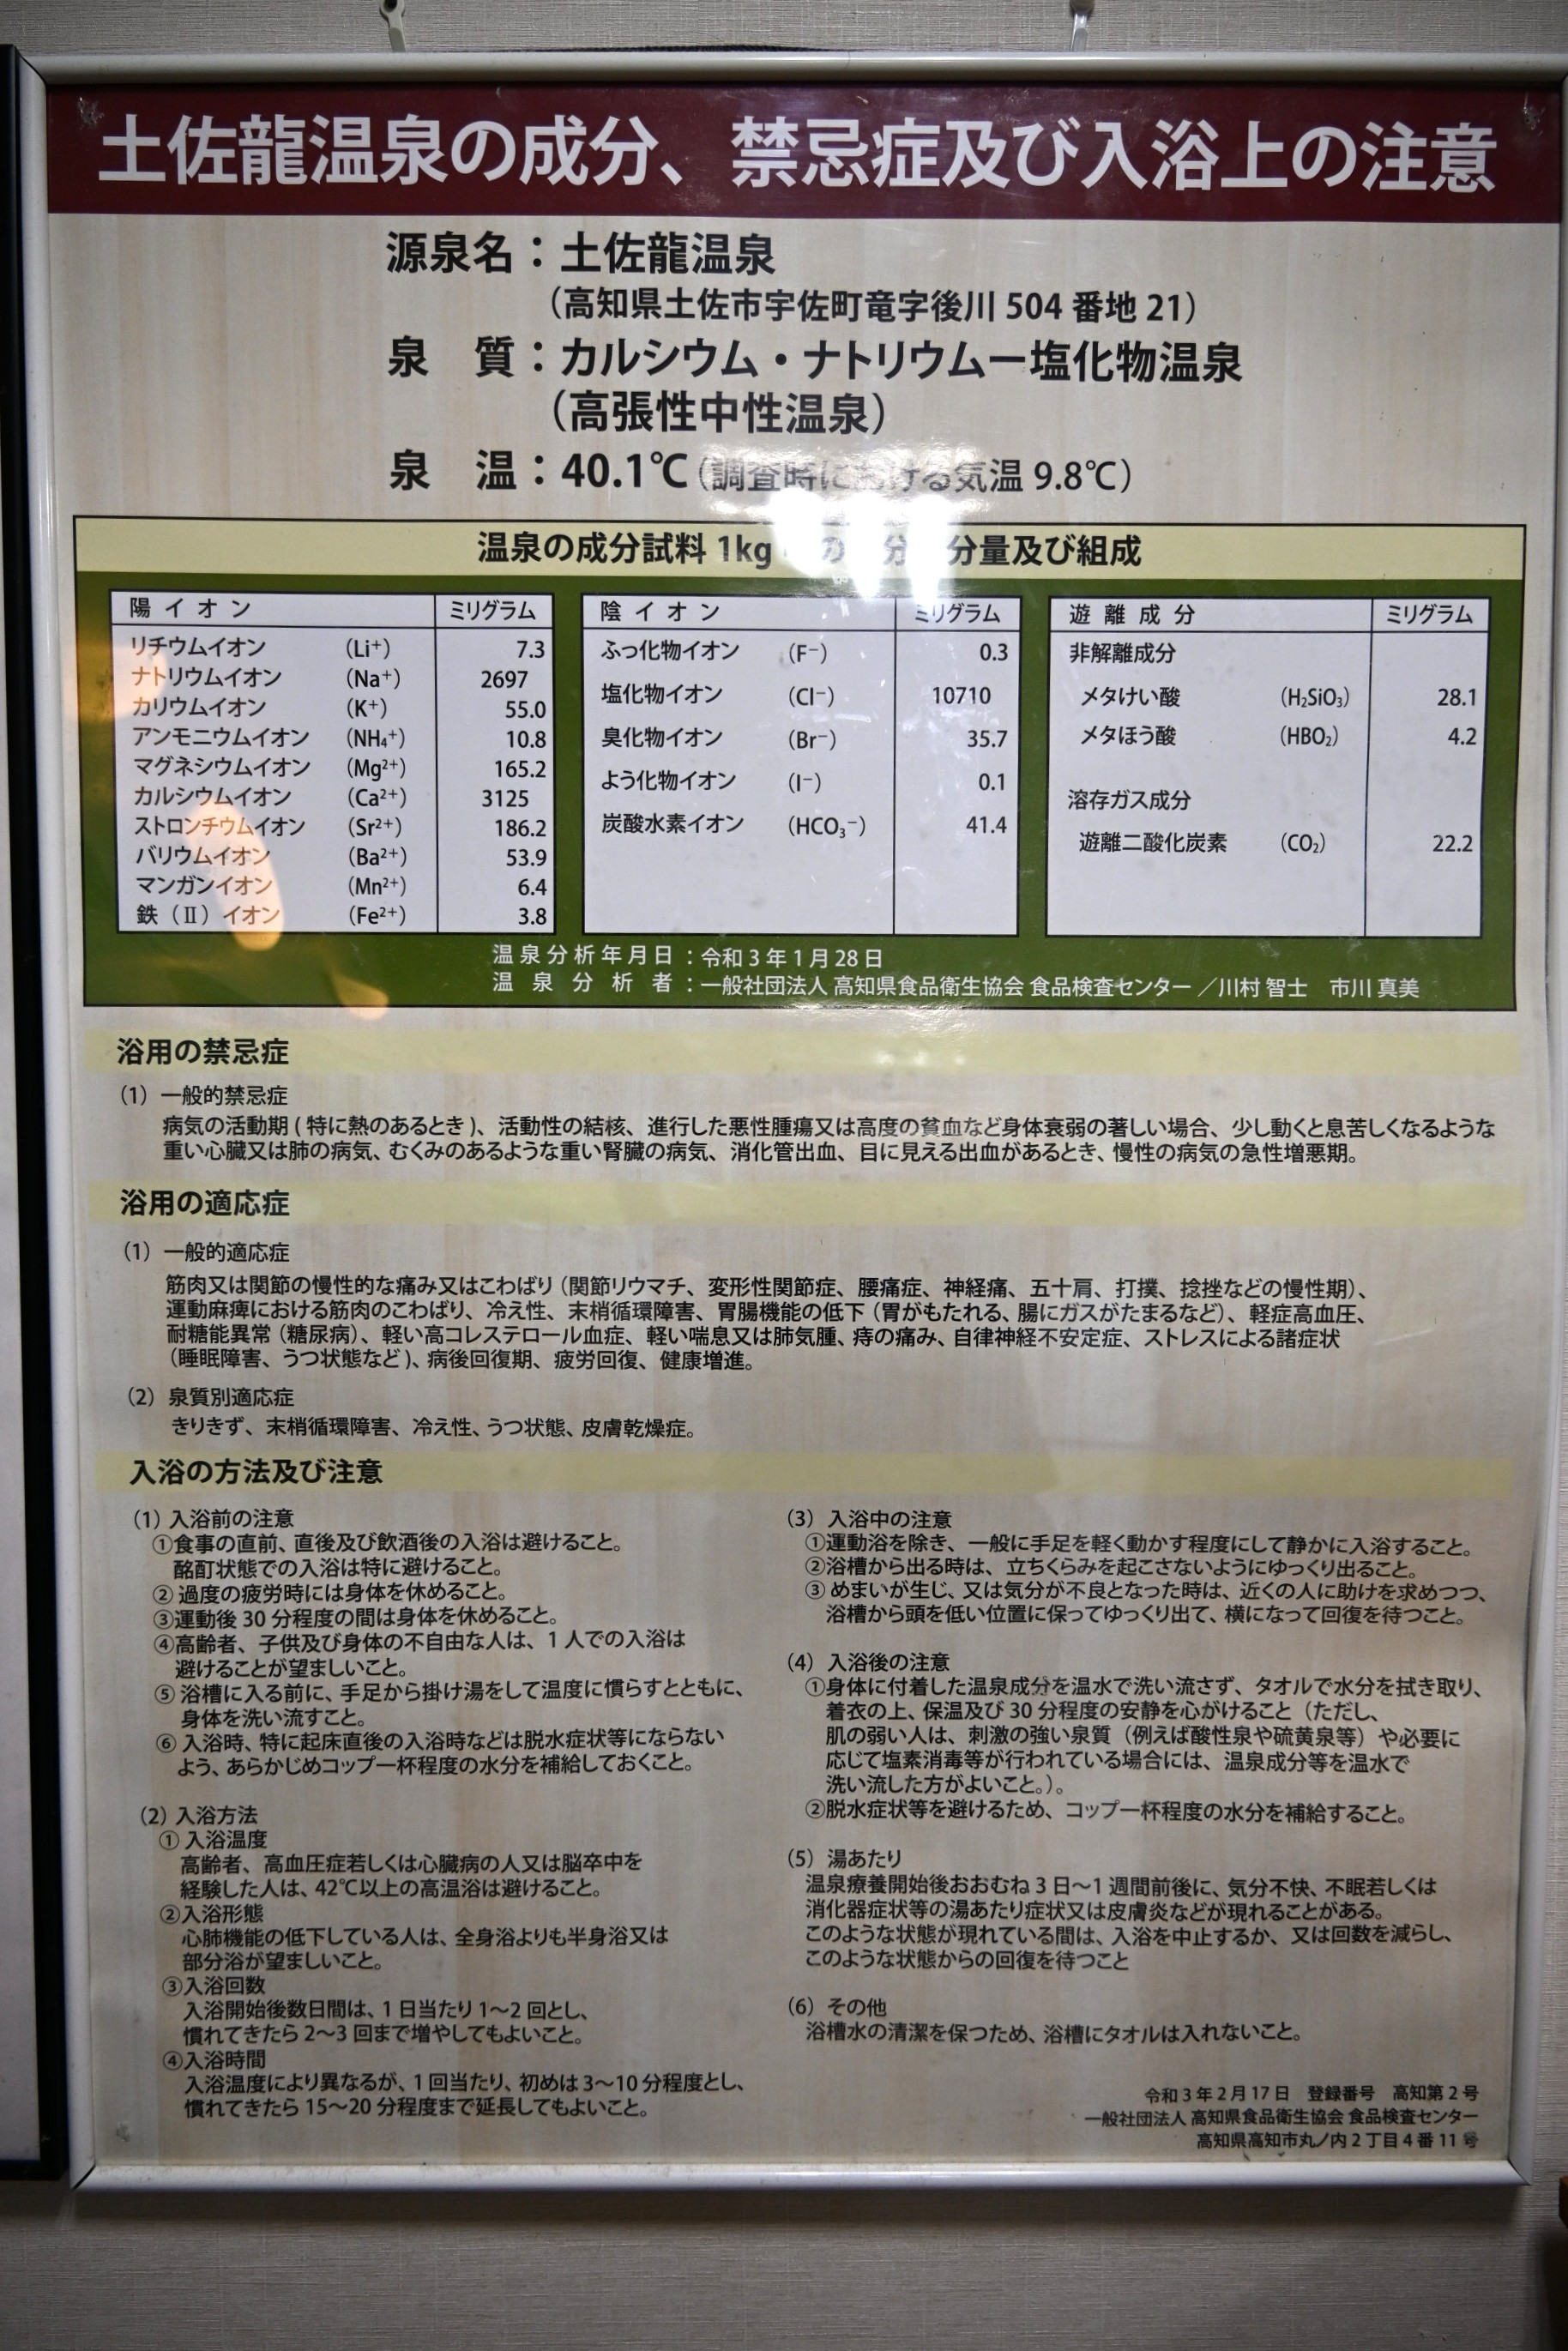 土佐龍温泉の成分、禁忌症及び入浴上の注意
源泉名：土佐龍温泉
（高知県土佐市宇佐町竜字後川 504 番地 21）
泉　質：カルシウム・ナトリウムー塩化物温泉
（高張性中性温泉）
泉　温：40.1℃（調査時における気温 9.8℃）
温泉の成分試料 1kg の 分 分量及び組成
陽イオン ミリグラム
リチウムイオン （Li⁺） 7.3
ナトリウムイオン （Na⁺） 2697
カリウムイオン （K⁺） 55.0
アンモニウムイオン （NH₄⁺） 10.8
マグネシウムイオン （Mg²⁺） 165.2
カルシウムイオン （Ca²⁺） 3125
ストロンチウムイオン （Sr²⁺） 186.2
バリウムイオン （Ba²⁺） 53.9
マンガンイオン （Mn²⁺） 6.4
鉄（Ⅱ）イオン （Fe²⁺） 3.8
陰イオン ミリグラム
ふっ化物イオン （F⁻） 0.3
塩化物イオン （Cl⁻） 10710
臭化物イオン （Br⁻） 35.7
よう化物イオン （I⁻） 0.1
炭酸水素イオン （HCO₃⁻） 41.4
遊離成分 ミリグラム
非解離成分
メタけい酸 （H₂SiO₃） 28.1
メタほう酸 （HBO₂） 4.2
溶存ガス成分
遊離二酸化炭素 （CO₂） 22.2
温泉分析年月日：令和 3 年 1 月 28 日
温泉分析者：一般社団法人 高知県食品衛生協会 食品検査センター ／川村 智士　市川 真美
浴用の禁忌症
（1）一般的禁忌症
病気の活動期 ( 特に熱のあるとき )、活動性の結核、進行した悪性腫瘍又は高度の貧血など身体衰弱の著しい場合、少し動くと息苦しくなるような
重い心臓又は肺の病気、むくみのあるような重い腎臓の病気、消化管出血、目に見える出血があるとき、慢性の病気の急性増悪期。
浴用の適応症
（1）一般的適応症
筋肉又は関節の慢性的な痛み又はこわばり（関節リウマチ、変形性関節症、腰痛症、神経痛、五十肩、打撲、捻挫などの慢性期）、
運動麻痺における筋肉のこわばり、冷え性、末梢循環障害、胃腸機能の低下（胃がもたれる、腸にガスがたまるなど）、軽症高血圧、
耐糖能異常（糖尿病）、軽い高コレステロール血症、軽い喘息又は肺気腫、痔の痛み、自律神経不安定症、ストレスによる諸症状
（睡眠障害、うつ状態など )、病後回復期、疲労回復、健康増進。
（2）泉質別適応症
きりきず、末梢循環障害、冷え性、うつ状態、皮膚乾燥症。
入浴の方法及び注意
（1）入浴前の注意
①食事の直前、直後及び飲酒後の入浴は避けること。
酩酊状態での入浴は特に避けること。
② 過度の疲労時には身体を休めること。
③運動後 30 分程度の間は身体を休めること。
④高齢者、子供及び身体の不自由な人は、1 人での入浴は
避けることが望ましいこと。
⑤ 浴槽に入る前に、手足から掛け湯をして温度に慣らすとともに、
身体を洗い流すこと。
⑥ 入浴時、特に起床直後の入浴時などは脱水症状等にならない
よう、あらかじめコップ一杯程度の水分を補給しておくこと。
（2）入浴方法
① 入浴温度
高齢者、高血圧症若しくは心臓病の人又は脳卒中を
経験した人は、42℃以上の高温浴は避けること。
②入浴形態
心肺機能の低下している人は、全身浴よりも半身浴又は
部分浴が望ましいこと。
③入浴回数
入浴開始後数日間は、1 日当たり 1～2 回とし、
慣れてきたら 2～3 回まで増やしてもよいこと。
④入浴時間
入浴温度により異なるが、1 回当たり、初めは 3～10 分程度とし、
慣れてきたら 15～20 分程度まで延長してもよいこと。
（3）入浴中の注意
①運動浴を除き、一般に手足を軽く動かす程度にして静かに入浴すること。
②浴槽から出る時は、立ちくらみを起こさないようにゆっくり出ること。
③ めまいが生じ、又は気分が不良となった時は、近くの人に助けを求めつつ、
浴槽から頭を低い位置に保ってゆっくり出て、横になって回復を待つこと。
（4）入浴後の注意
①身体に付着した温泉成分を温水で洗い流さず、タオルで水分を拭き取り、
着衣の上、保温及び 30 分程度の安静を心がけること（ただし、
肌の弱い人は、刺激の強い泉質（例えば酸性泉や硫黄泉等）や必要に
応じて塩素消毒等が行われている場合には、温泉成分等を温水で
洗い流した方がよいこと。）。
②脱水症状等を避けるため、コップ一杯程度の水分を補給すること。
（5）湯あたり
温泉療養開始後おおむね 3 日～1 週間前後に、気分不快、不眠若しくは
消化器症状等の湯あたり症状又は皮膚炎などが現れることがある。
このような状態が現れている間は、入浴を中止するか、又は回数を減らし、
このような状態からの回復を待つこと
（6）その他
浴槽水の清潔を保つため、浴槽にタオルは入れないこと。
令和 3 年 2 月 17 日　登録番号　高知第 2 号
一般社団法人 高知県食品衛生協会 食品検査センター
高知県高知市丸ノ内 2 丁目 4 番 11 号